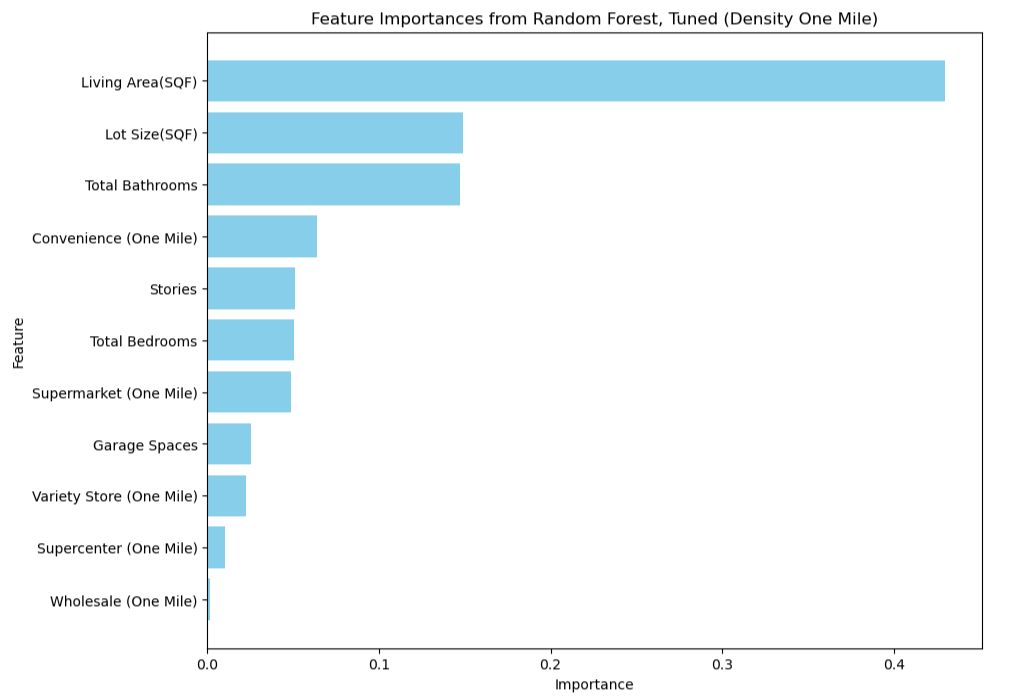 Feature Importances from Random Forest, Tuned (Density One Mile)
Living Area(SQF)
Lot Size(SQF)
Total Bathrooms
Convenience (One Mile)
Stories
Total Bedrooms
Supermarket (One Mile)
Garage Spaces
Variety Store (One Mile)
Supercenter (One Mile)
Wholesale (One Mile)
Feature
0.0 0.1 0.2 0.3 0.4
Importance